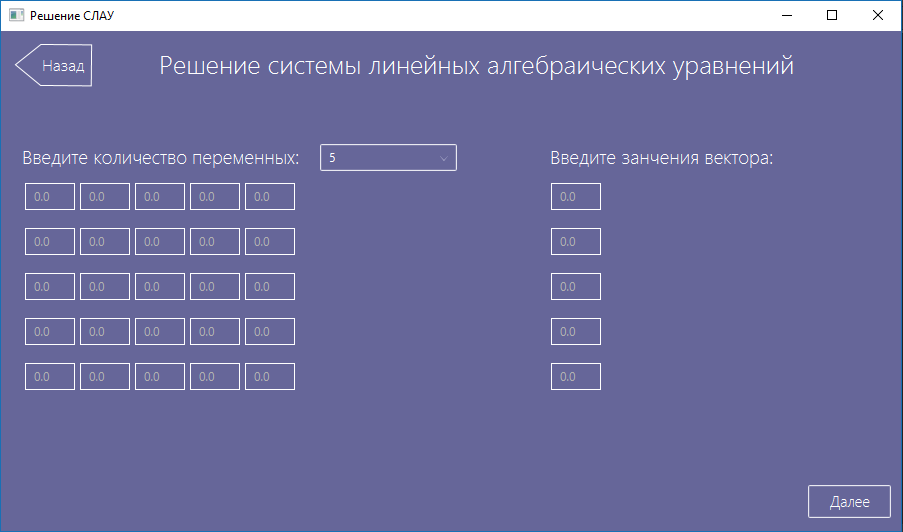 Решение СЛАУ
Назад
Решение системы линейных алгебраических уравнений
Введите количество переменных: 5 Введите занчения вектора:
0.0 0.0 0.0 0.0 0.0 0.0
0.0 0.0 0.0 0.0 0.0 0.0
0.0 0.0 0.0 0.0 0.0 0.0
0.0 0.0 0.0 0.0 0.0 0.0
0.0 0.0 0.0 0.0 0.0 0.0
Далее